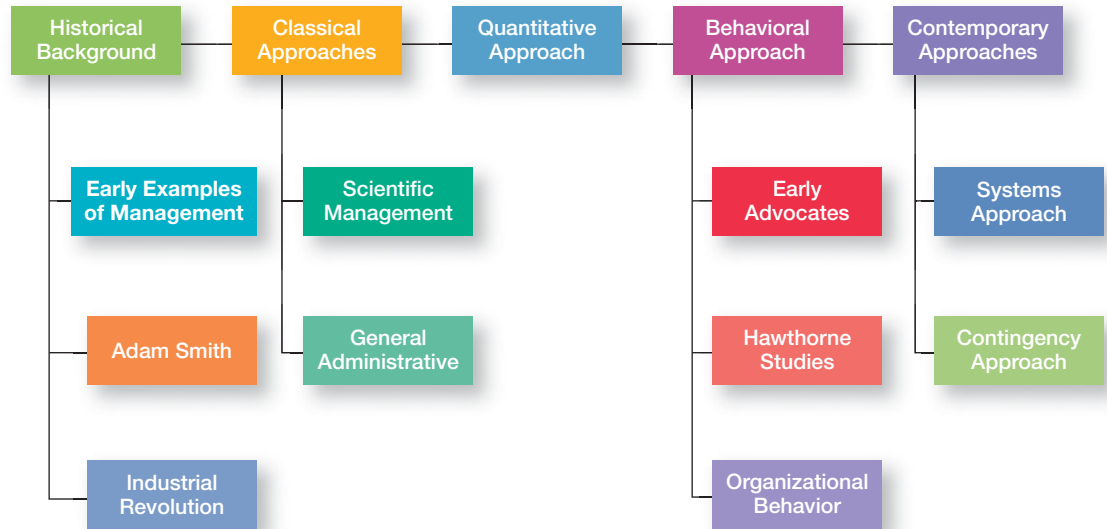 Historical
Background
Classical
Approaches
Quantitative
Approach
Behavioral
Approach
Contemporary
Approaches
Early Examples
of Management
Scientific
Management
Early
Advocates
Systems
Approach
Adam Smith
General
Administrative
Hawthorne
Studies
Contingency
Approach
Industrial
Revolution
Organizational
Behavior